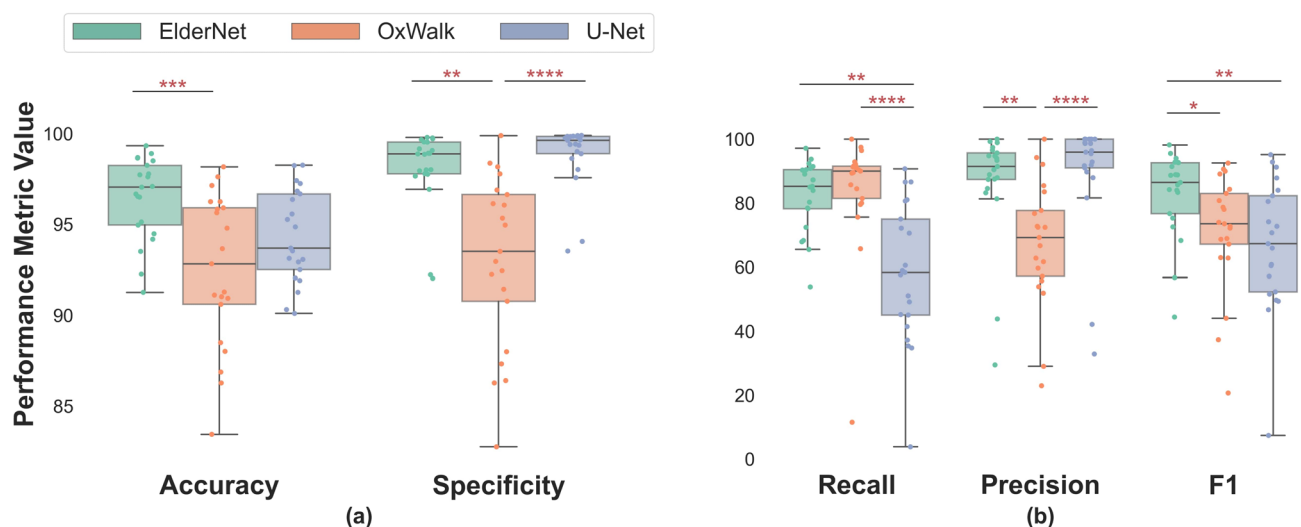 ElderNet OxWalk U-Net
*** ** **** ** **** ** **** ** *
Performance Metric Value
100
95
90
85
100
80
60
40
20
0
Accuracy Specificity Recall Precision F1
(a) (b)